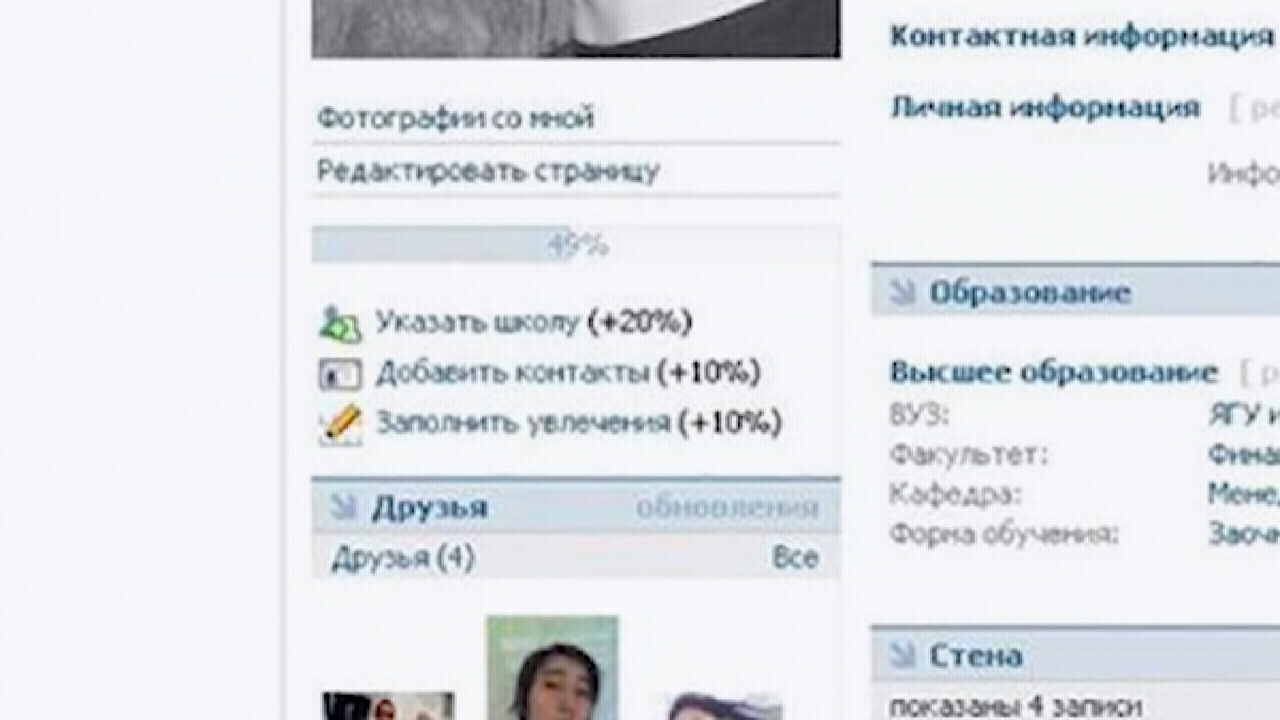 Фотографии со мной
Редактировать страницу
49%
Указать школу (+20%)
Добавить контакты (+10%)
Заполнить увлечения (+10%)
Друзья обновления
Друзья (4) Все
Контактная информация
Личная информация
Образование
Высшее образование
ВУЗ: ЯГУ
Факультет:
Кафедра:
Форма обучения:
Стена
показаны 4 записи